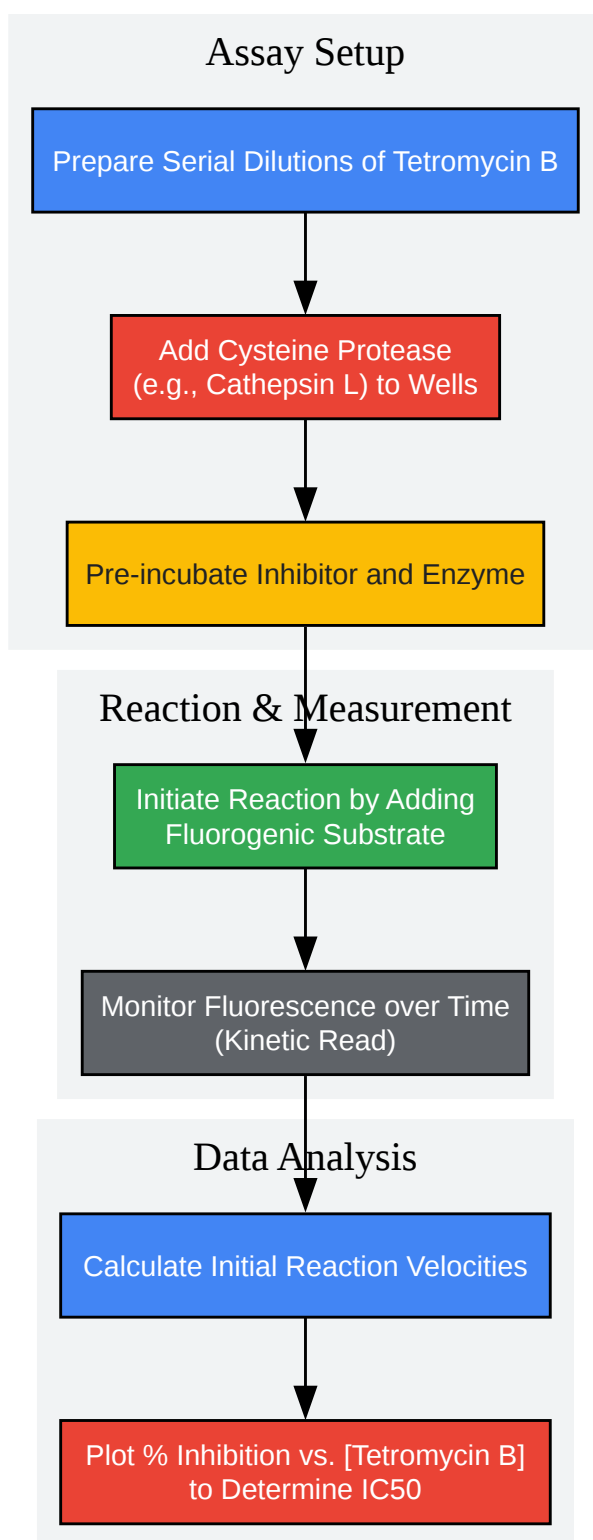 Assay Setup
Prepare Serial Dilutions of Tetromycin B
Add Cysteine Protease
(e.g., Cathepsin L) to Wells
Pre-incubate Inhibitor and Enzyme
Reaction & Measurement
Initiate Reaction by Adding
Fluorogenic Substrate
Monitor Fluorescence over Time
(Kinetic Read)
Data Analysis
Calculate Initial Reaction Velocities
Plot % Inhibition vs. [Tetromycin B]
to Determine IC50